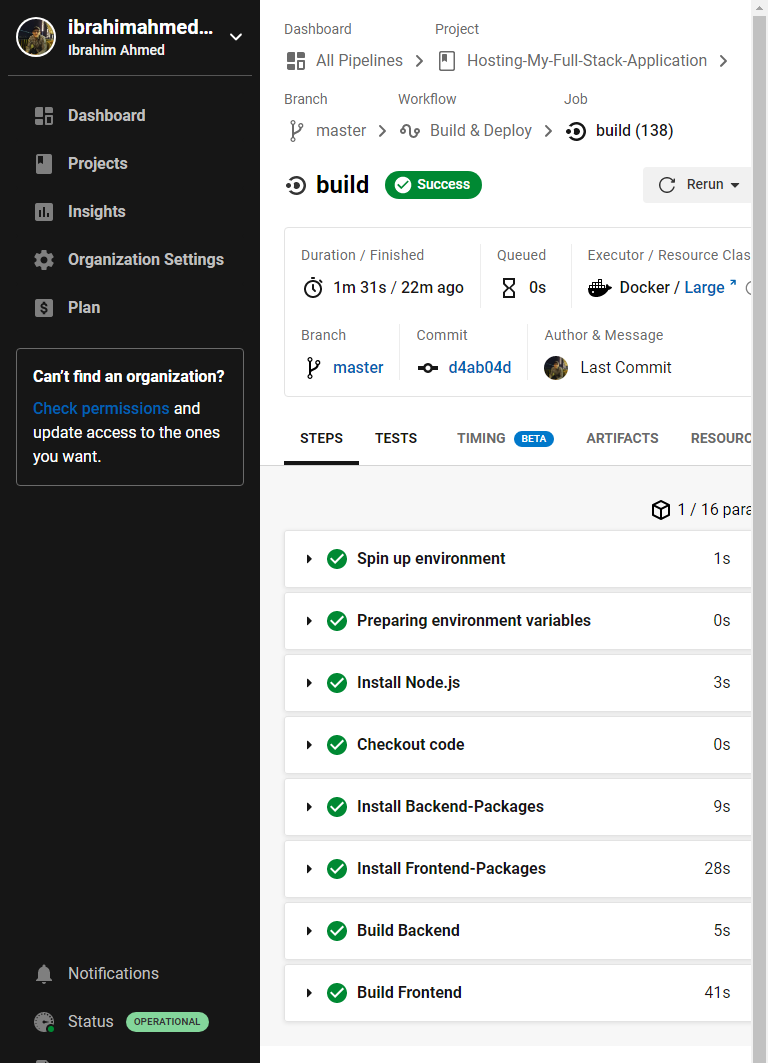 ibrahimahmed...
Ibrahim Ahmed
Dashboard
Projects
Insights
Organization Settings
Plan
Can't find an organization?
Check permissions and
update access to the ones
you want.
Notifications
Status OPERATIONAL
Dashboard Project
All Pipelines Hosting-My-Full-Stack-Application
Branch Workflow Job
master Build & Deploy build (138)
build Success Rerun
Duration / Finished Queued Executor / Resource Clas
1m 31s / 22m ago 0s Docker / Large
Branch Commit Author & Message
master d4ab04d Last Commit
STEPS TESTS TIMING BETA ARTIFACTS RESOURC
1 / 16 para
Spin up environment 1s
Preparing environment variables 0s
Install Node.js 3s
Checkout code 0s
Install Backend-Packages 9s
Install Frontend-Packages 28s
Build Backend 5s
Build Frontend 41s